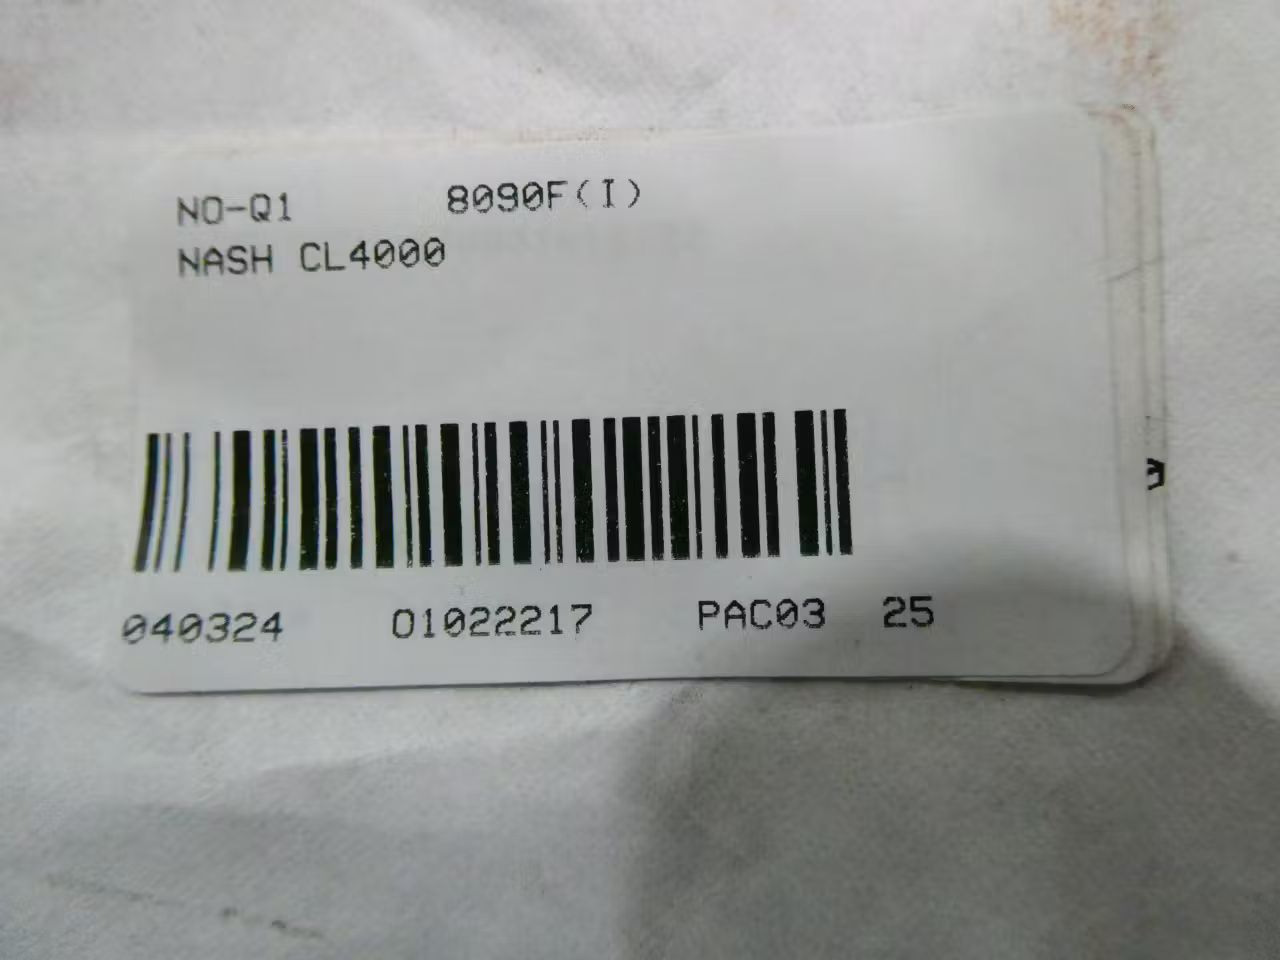 NO-Q1 8090F(I)
NASH CL4000
040324 01022217 PAC03 25